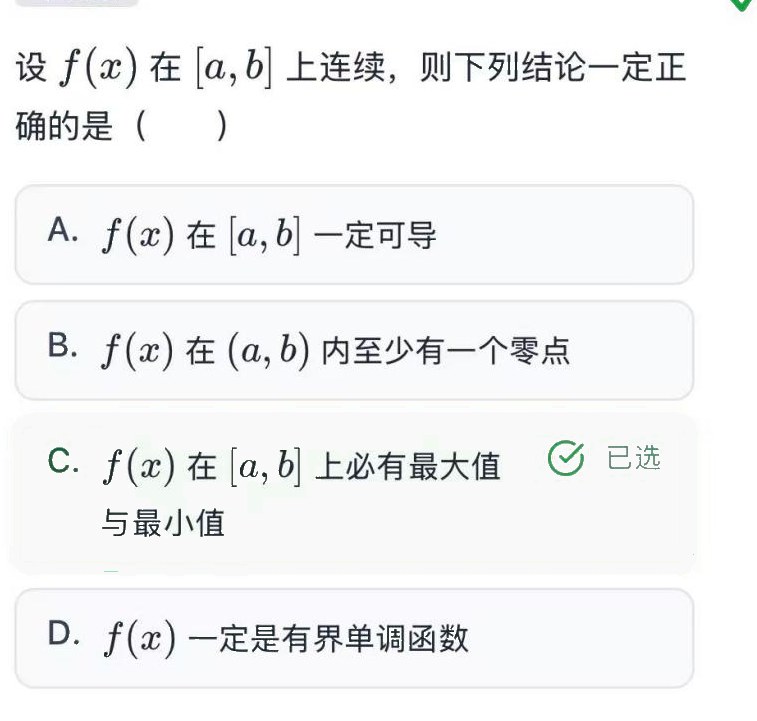 设 f(x) 在 [a, b] 上连续，则下列结论一定正
确的是（　　）
A. f(x) 在 [a, b] 一定可导
B. f(x) 在 (a, b) 内至少有一个零点
C. f(x) 在 [a, b] 上必有最大值 已选
与最小值
D. f(x) 一定是有界单调函数